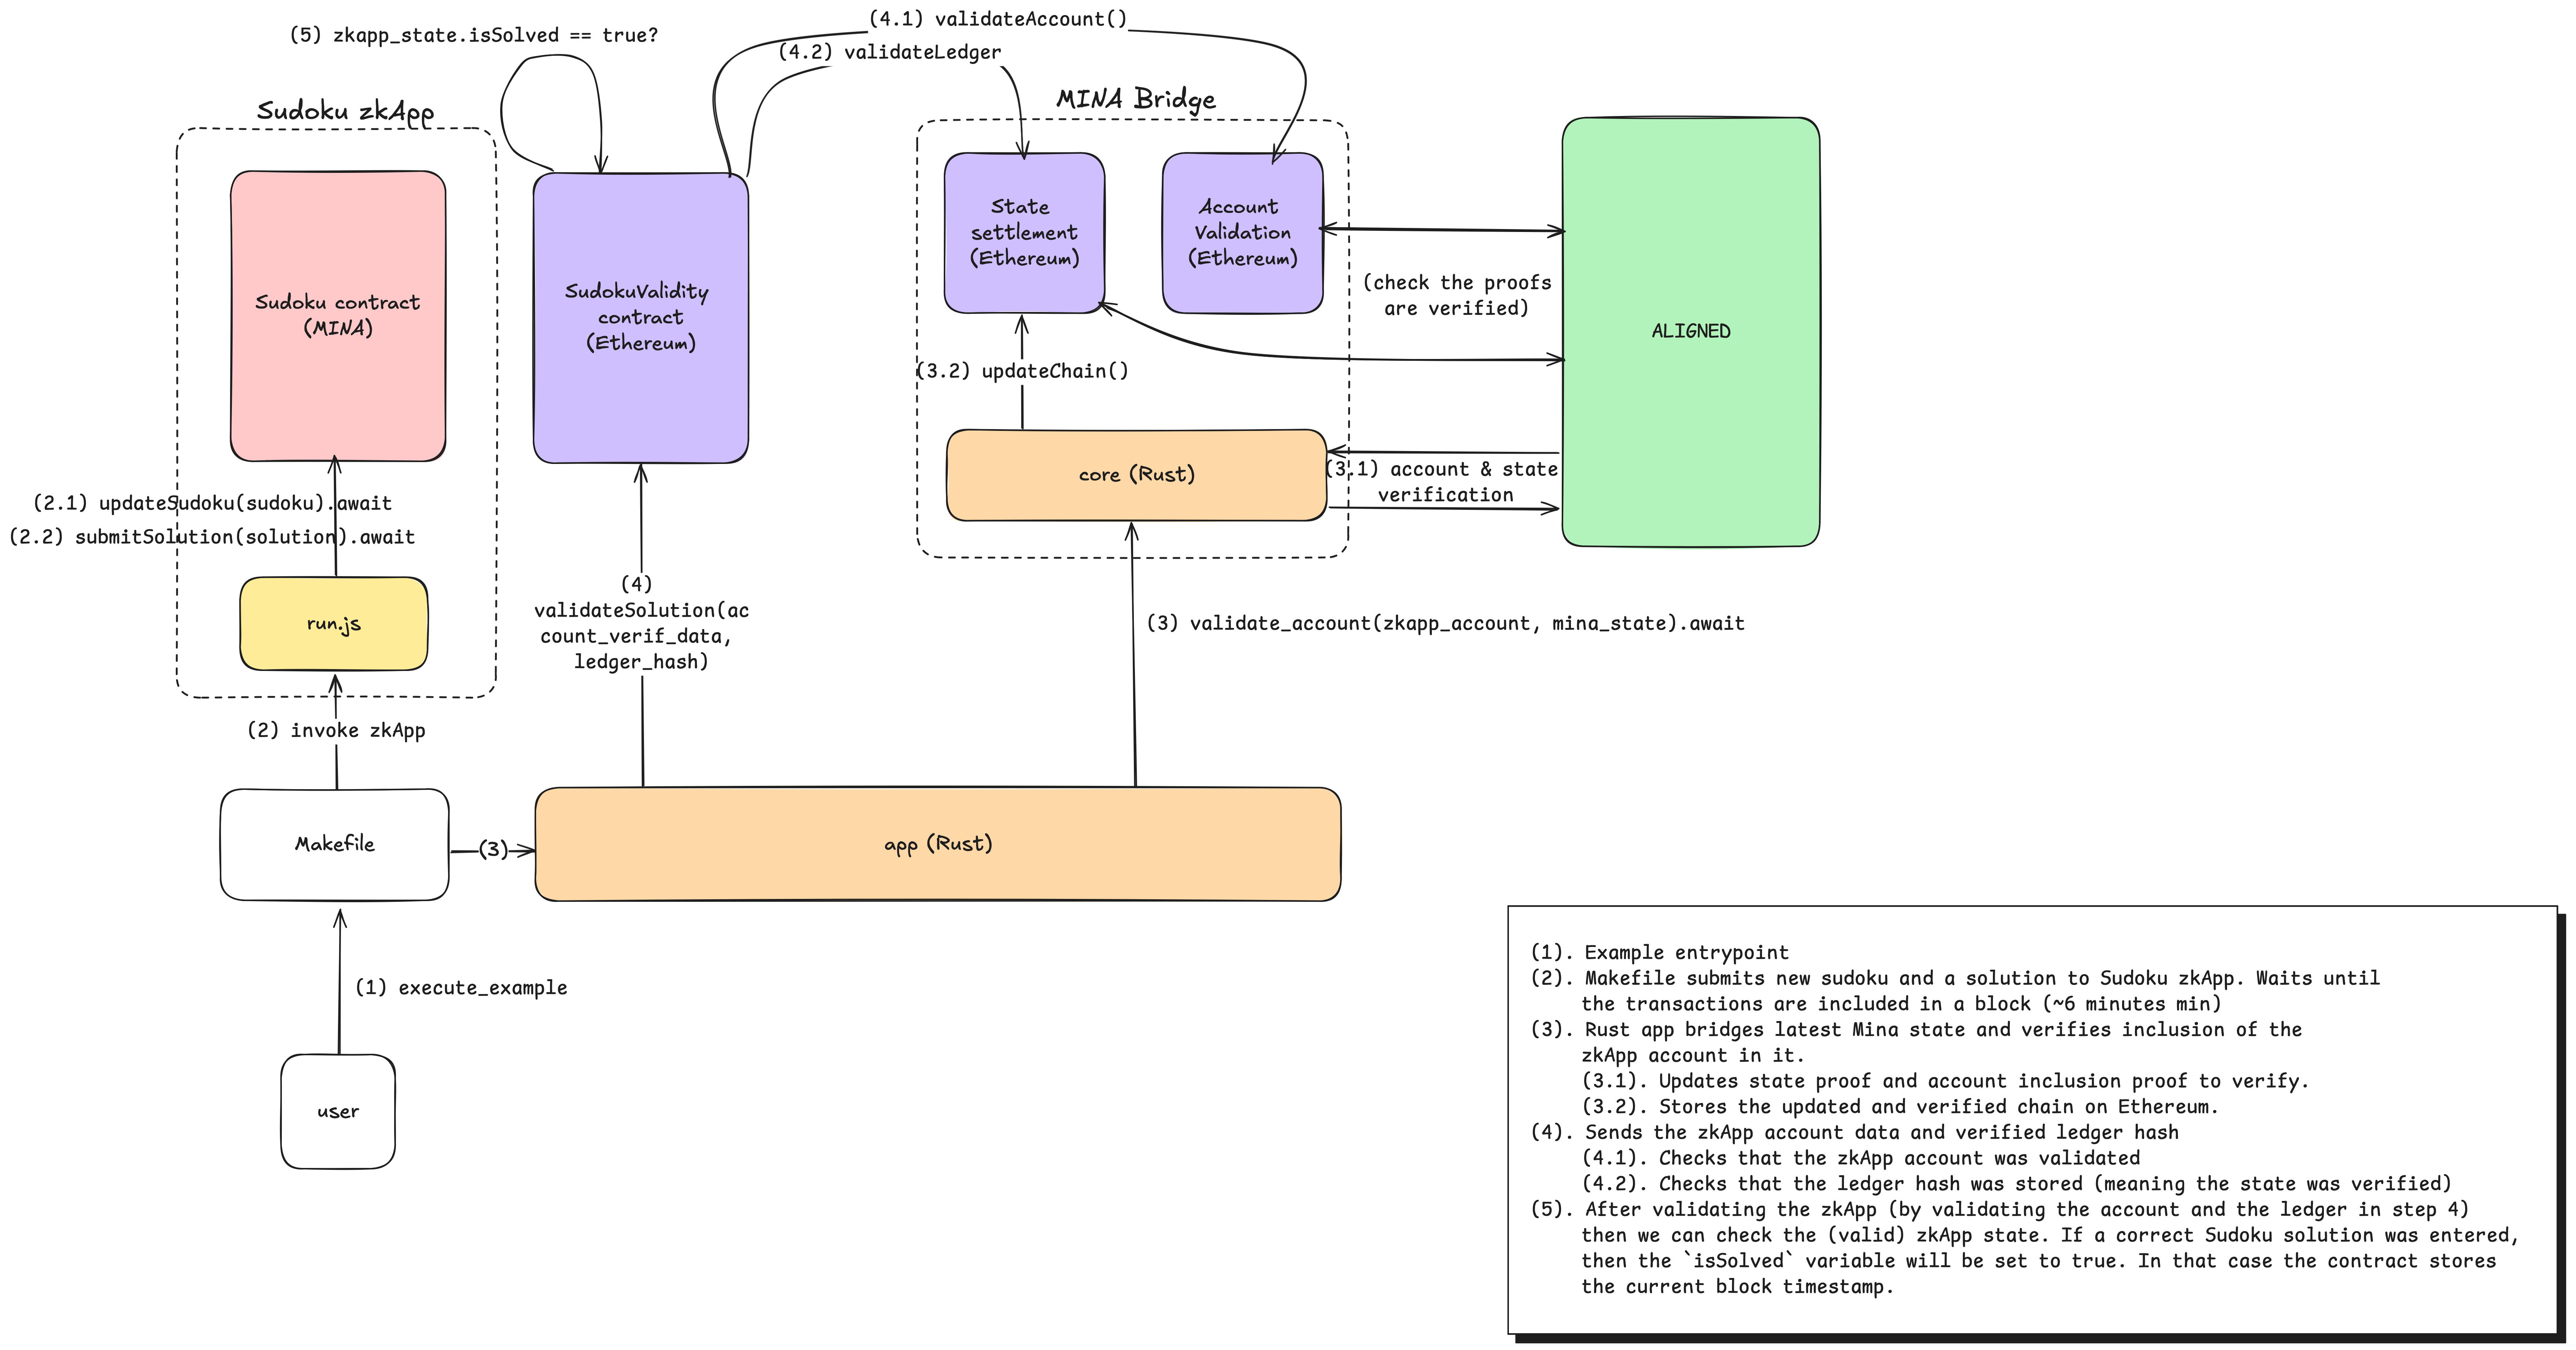 (4.1) validateAccount()
(5) zkapp_state.isSolved == true?
(4.2) validateLedger
Sudoku zkApp
MINA Bridge
Sudoku contract
(MINA)
SudokuValidity
contract
(Ethereum)
State
settlement
(Ethereum)
Account
Validation
(Ethereum)
(check the proofs
are verified)
ALIGNED
(3.2) updateChain()
core (Rust)
(3.1) account & state
verification
(2.1) updateSudoku(sudoku).await
(2.2) submitSolution(solution).await
run.js
(4)
validateSolution(ac
count_verif_data,
ledger_hash)
(3) validate_account(zkapp_account, mina_state).await
(2) invoke zkApp
Makefile
(3)
app (Rust)
(1) execute_example
user
(1). Example entrypoint
(2). Makefile submits new sudoku and a solution to Sudoku zkApp. Waits until
the transactions are included in a block (~6 minutes min)
(3). Rust app bridges latest Mina state and verifies inclusion of the
zkApp account in it.
(3.1). Updates state proof and account inclusion proof to verify.
(3.2). Stores the updated and verified chain on Ethereum.
(4). Sends the zkApp account data and verified ledger hash
(4.1). Checks that the zkApp account was validated
(4.2). Checks that the ledger hash was stored (meaning the state was verified)
(5). After validating the zkApp (by validating the account and the ledger in step 4)
then we can check the (valid) zkApp state. If a correct Sudoku solution was entered,
then the `isSolved` variable will be set to true. In that case the contract stores
the current block timestamp.